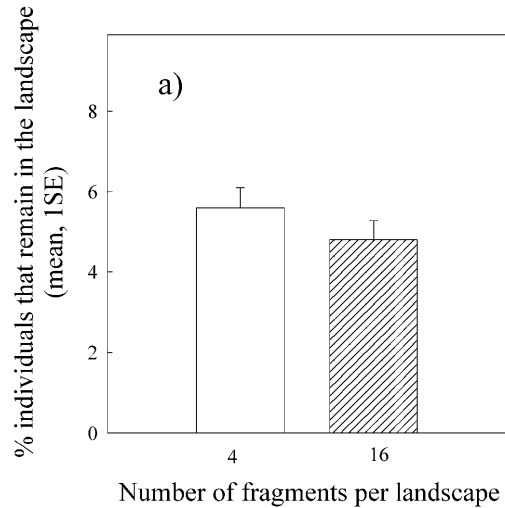 % individuals that remain in the landscape
(mean, 1SE)
a)
8
6
4
2
0
4
16
Number of fragments per landscape